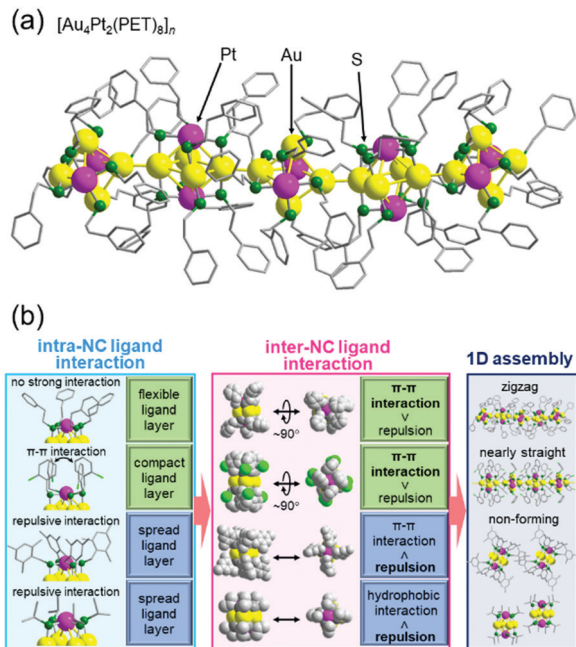 (a) [Au₄Pt₂(PET)₈]ₙ
Pt
Au
S
(b)
intra-NC ligand
interaction
no strong interaction
flexible
ligand
layer
π-π interaction
compact
ligand
layer
repulsive interaction
spread
ligand
layer
repulsive interaction
spread
ligand
layer
inter-NC ligand
interaction
~90°
π-π
interaction
∨
repulsion
~90°
π-π
interaction
∨
repulsion
π-π
interaction
∧
repulsion
hydrophobic
interaction
∧
repulsion
1D assembly
zigzag
nearly straight
non-forming